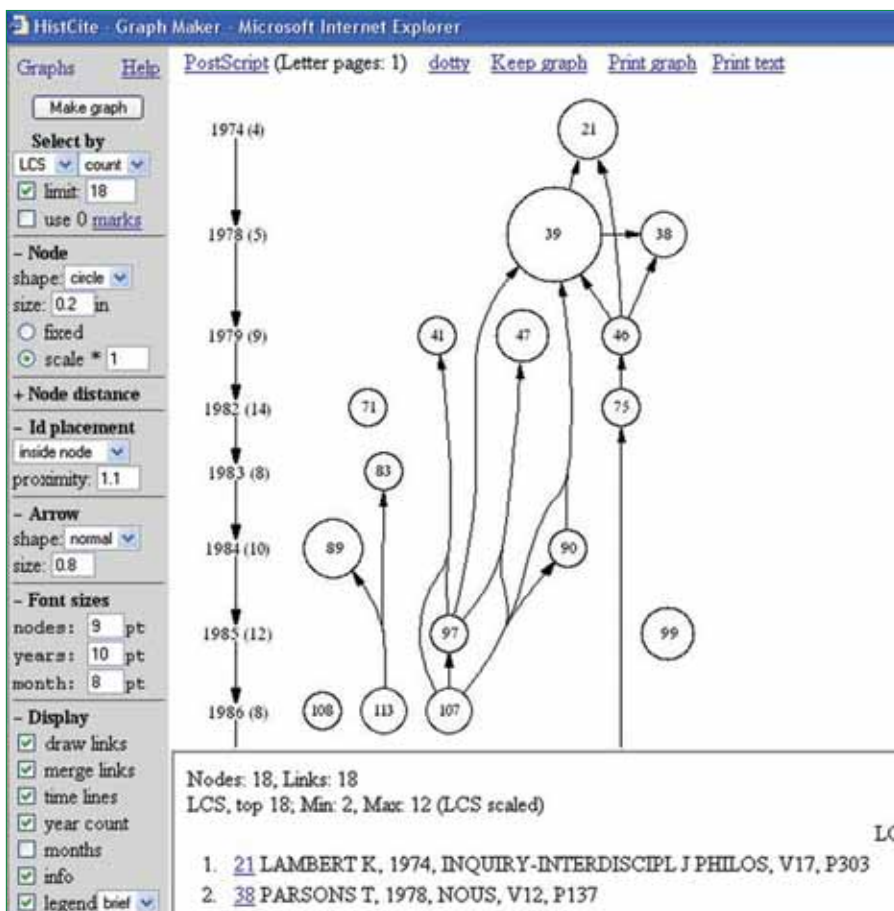 HistCite - Graph Maker - Microsoft Internet Explorer
Graphs Help
Make graph
Select by
LCS count
limit: 18
use 0 marks
– Node
shape: circle
size: 0.2 in
fixed
scale * 1
+ Node distance
– Id placement
inside node
proximity: 1.1
– Arrow
shape: normal
size: 0.8
– Font sizes
nodes: 9 pt
years: 10 pt
month: 8 pt
– Display
draw links
merge links
time lines
year count
months
info
legend brief
PostScript (Letter pages: 1) dotty Keep graph Print graph Print text
1974 (4) 21
1978 (5) 39 38
1979 (9) 41 47 46
1982 (14) 71 75
1983 (8) 83
1984 (10) 89 90
1985 (12) 97 99
1986 (8) 108 113 107
Nodes: 18, Links: 18
LCS, top 18; Min: 2, Max: 12 (LCS scaled)
1. 21 LAMBERT K, 1974, INQUIRY-INTERDISCIPL J PHILOS, V17, P303
2. 38 PARSONS T, 1978, NOUS, V12, P137